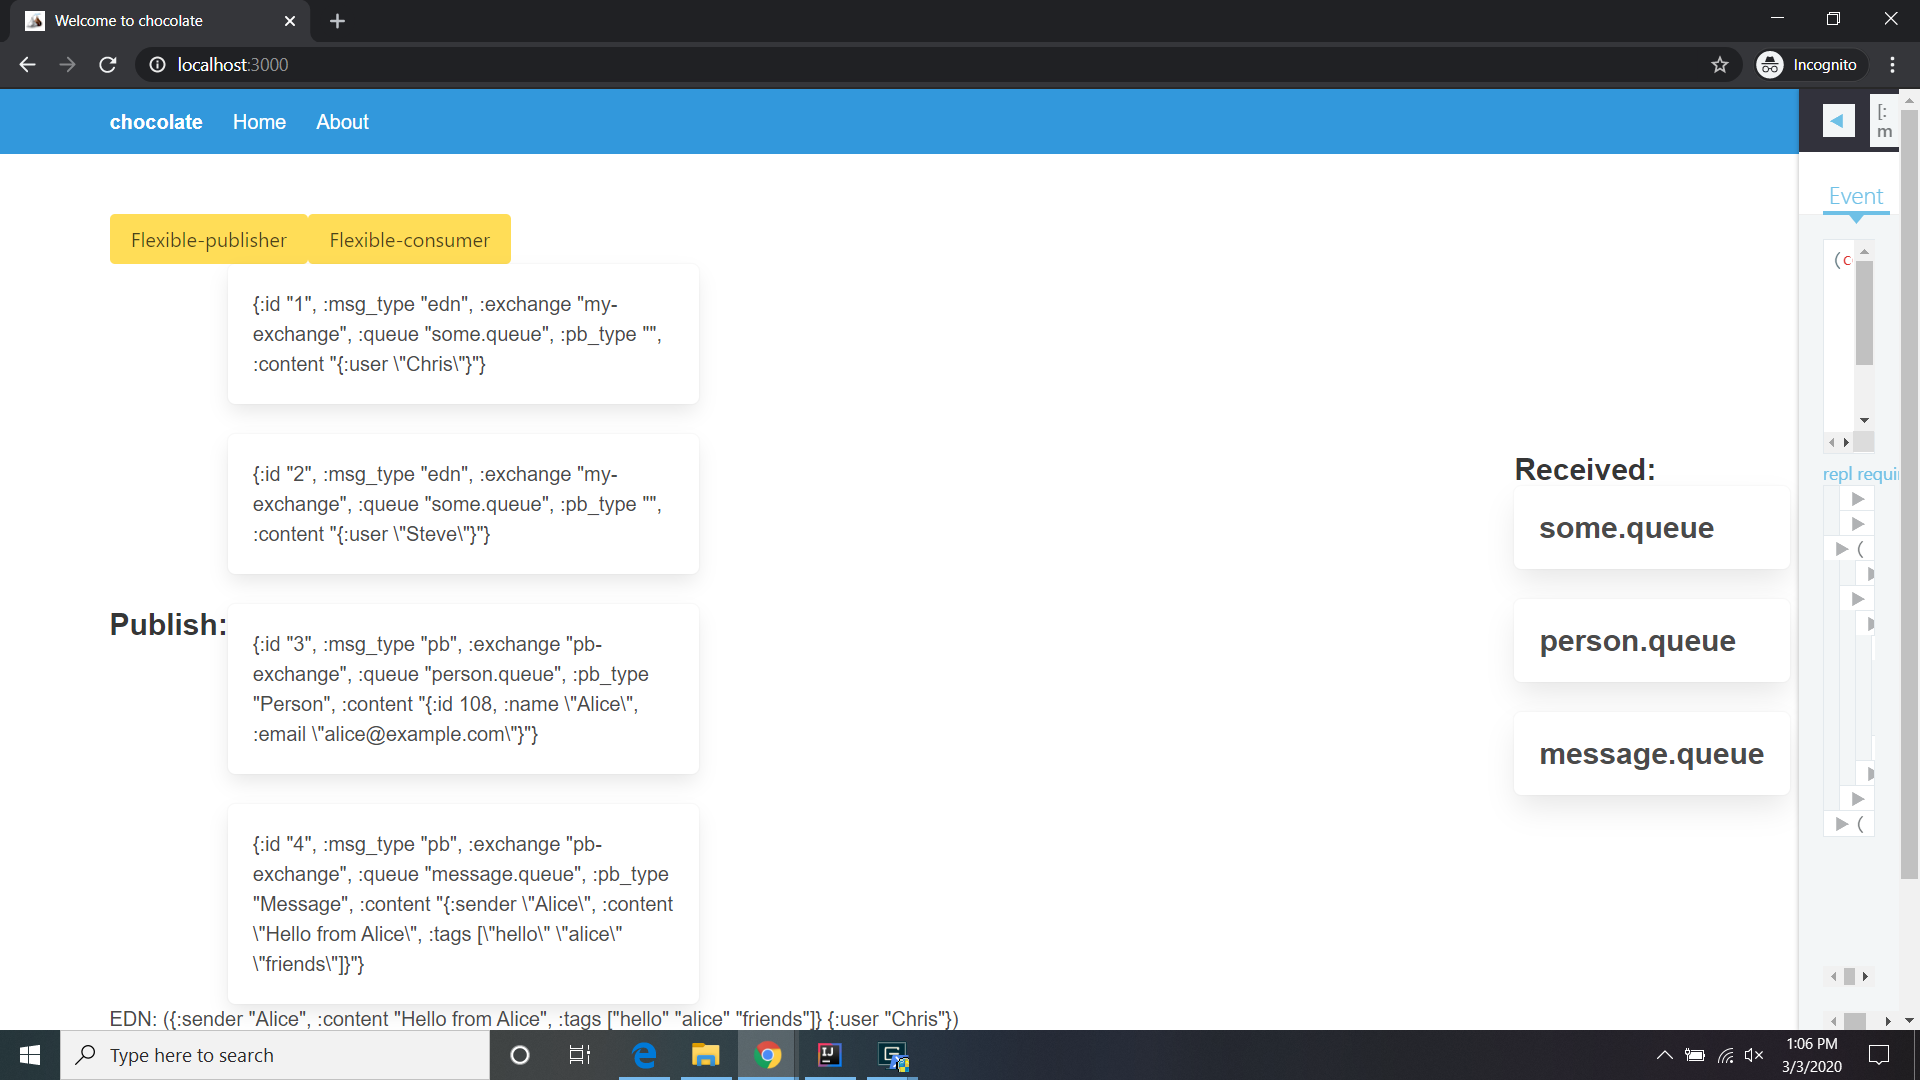 Welcome to chocolate
localhost:3000
Incognito
chocolate Home About
[:
m
Event
Flexible-publisher Flexible-consumer
{:id "1", :msg_type "edn", :exchange "my-
exchange", :queue "some.queue", :pb_type "",
:content "{:user \"Chris\"}"}
{:id "2", :msg_type "edn", :exchange "my-
exchange", :queue "some.queue", :pb_type "",
:content "{:user \"Steve\"}"}
Publish:
{:id "3", :msg_type "pb", :exchange "pb-
exchange", :queue "person.queue", :pb_type
"Person", :content "{:id 108, :name \"Alice\",
:email \"alice@example.com\"}"}
{:id "4", :msg_type "pb", :exchange "pb-
exchange", :queue "message.queue", :pb_type
"Message", :content "{:sender \"Alice\", :content
\"Hello from Alice\", :tags [\"hello\" \"alice\"
\"friends\"]}"}
Received:
some.queue
person.queue
message.queue
(c
repl requi
(
(
EDN: ({:sender "Alice", :content "Hello from Alice", :tags ["hello" "alice" "friends"]} {:user "Chris"})
Type here to search
1:06 PM
3/3/2020